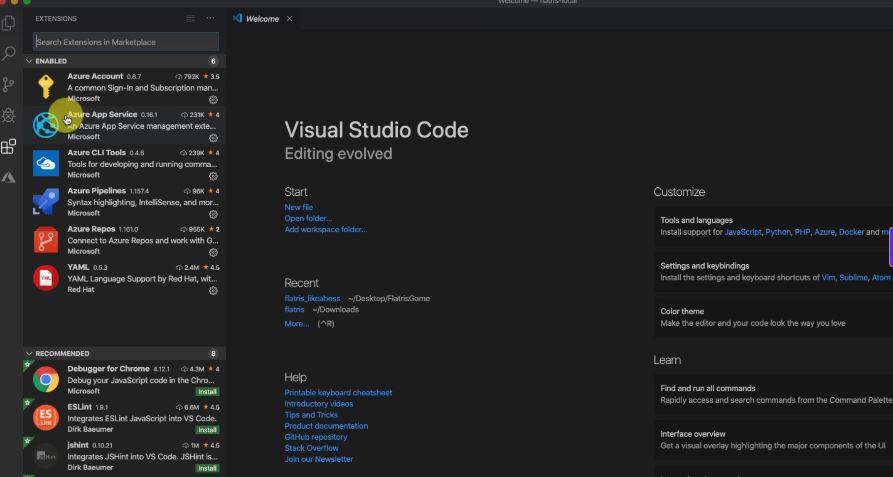 Welcome — flatris-local
EXTENSIONS
Welcome
Search Extensions in Marketplace
ENABLED 6
Azure Account 0.8.7 792K 3.5
A common Sign-In and Subscription man...
Microsoft
Azure App Service 0.16.1 231K 4
An Azure App Service management exte...
Microsoft
Azure CLI Tools 0.4.6 239K 4
Tools for developing and running comma...
Microsoft
Azure Pipelines 1.157.4 96K 4
Syntax highlighting, IntelliSense, and mor...
Microsoft
Azure Repos 1.161.0 965K 2
Connect to Azure Repos and work with G...
Microsoft
YAML 0.5.3 2.4M 4.5
YAML Language Support by Red Hat, wit...
Red Hat
RECOMMENDED 8
Debugger for Chrome 4.12.1 4.3M 4
Debug your JavaScript code in the Chro...
Microsoft Install
ES
Lint
ESLint 1.9.1 6.6M 4.5
Integrates ESLint JavaScript into VS Code.
Dirk Baeumer Install
JSHint
jshint 0.10.21 1M 4.5
Integrates JSHint into VS Code. JSHint is...
Dirk Baeumer Install
Visual Studio Code
Editing evolved
Start
New file
Open folder...
Add workspace folder...
Recent
flatris_likeaboss ~/Desktop/FlatrisGame
flatris ~/Downloads
More... (^R)
Help
Printable keyboard cheatsheet
Introductory videos
Tips and Tricks
Product documentation
GitHub repository
Stack Overflow
Join our Newsletter
Customize
Tools and languages
Install support for JavaScript, Python, PHP, Azure, Docker and m
Settings and keybindings
Install the settings and keyboard shortcuts of Vim, Sublime, Atom
Color theme
Make the editor and your code look the way you love
Learn
Find and run all commands
Rapidly access and search commands from the Command Palette
Interface overview
Get a visual overlay highlighting the major components of the UI